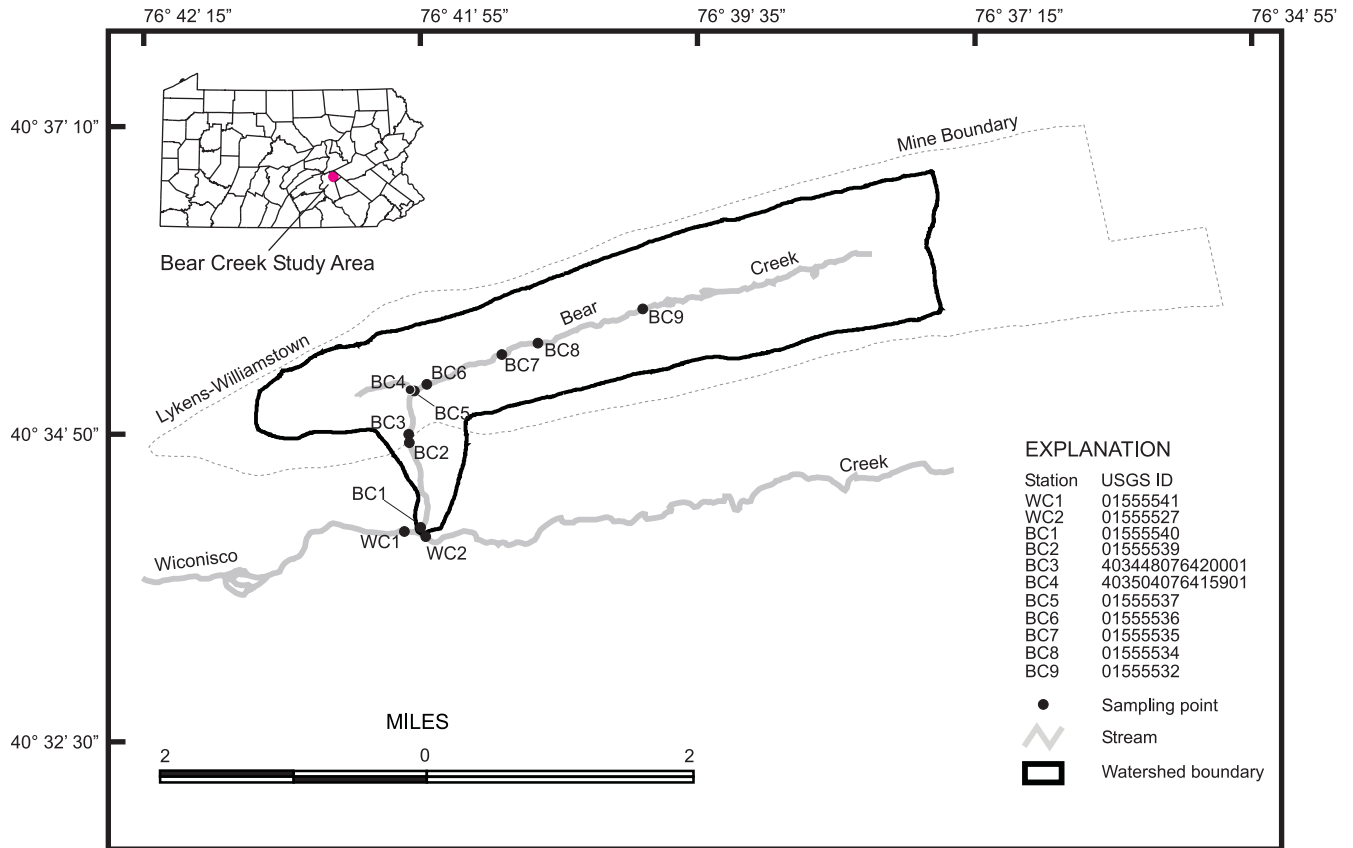 76° 42’ 15”
76° 41’ 55”
76° 39’ 35”
76° 37’ 15”
76° 34’ 55”
40° 37’ 10”
Mine Boundary
Bear Creek Study Area
Creek
Bear
BC9
BC8
BC7
Lykens-Williamstown
BC6
BC4
BC5
BC3
40° 34’ 50”
BC2
Creek
BC1
WC1
WC2
Wiconisco
EXPLANATION
Station USGS ID
WC1 01555541
WC2 01555527
BC1 01555540
BC2 01555539
BC3 403448076420001
BC4 403504076415901
BC5 01555537
BC6 01555536
BC7 01555535
BC8 01555534
BC9 01555532
Sampling point
Stream
Watershed boundary
MILES
40° 32’ 30”
2 0 2